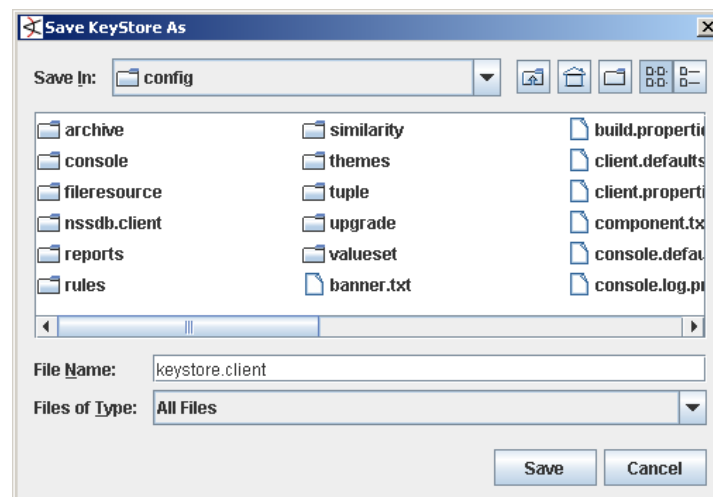 Save KeyStore As
Save In: config
archive similarity build.properti
console themes client.defaults
fileresource tuple client.properti
nssdb.client upgrade component.tx
reports valueset console.defau
rules banner.txt console.log.pr
File Name: keystore.client
Files of Type: All Files
Save Cancel